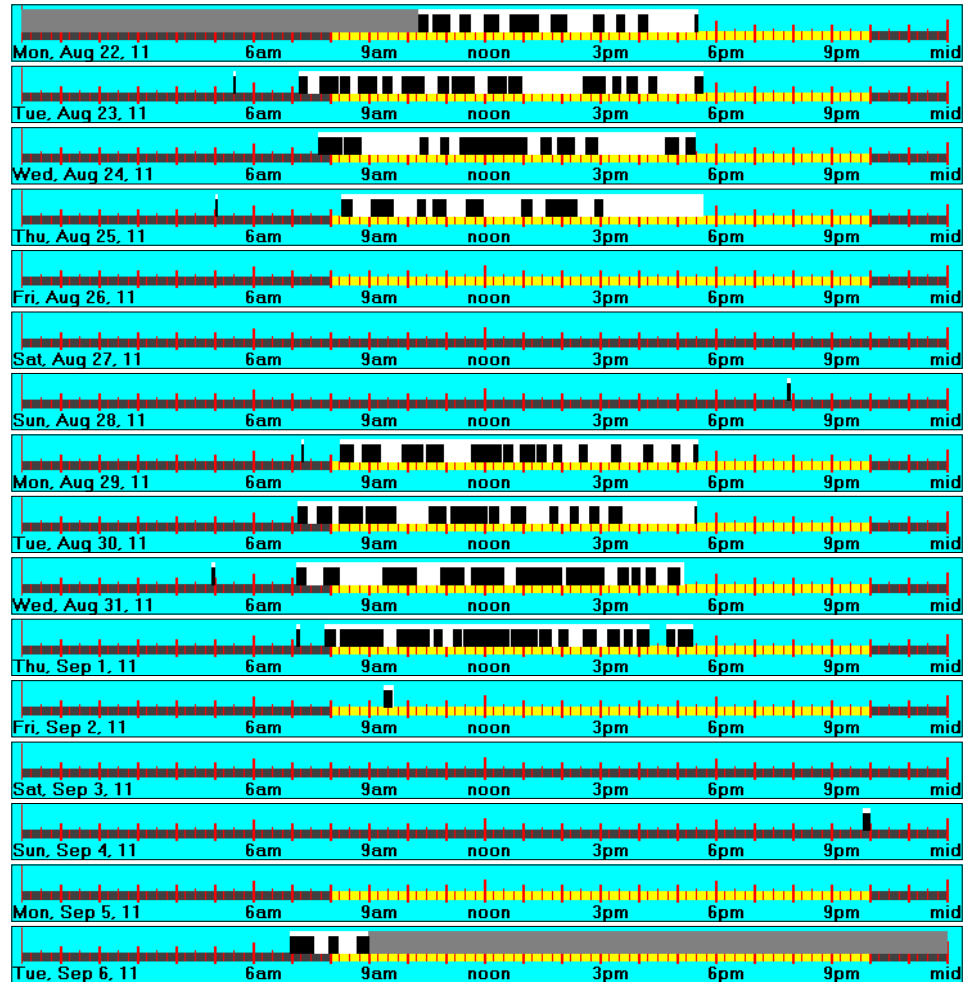 Mon, Aug 22, 11 6am 9am noon 3pm 6pm 9pm mid
Tue, Aug 23, 11 6am 9am noon 3pm 6pm 9pm mid
Wed, Aug 24, 11 6am 9am noon 3pm 6pm 9pm mid
Thu, Aug 25, 11 6am 9am noon 3pm 6pm 9pm mid
Fri, Aug 26, 11 6am 9am noon 3pm 6pm 9pm mid
Sat, Aug 27, 11 6am 9am noon 3pm 6pm 9pm mid
Sun, Aug 28, 11 6am 9am noon 3pm 6pm 9pm mid
Mon, Aug 29, 11 6am 9am noon 3pm 6pm 9pm mid
Tue, Aug 30, 11 6am 9am noon 3pm 6pm 9pm mid
Wed, Aug 31, 11 6am 9am noon 3pm 6pm 9pm mid
Thu, Sep 1, 11 6am 9am noon 3pm 6pm 9pm mid
Fri, Sep 2, 11 6am 9am noon 3pm 6pm 9pm mid
Sat, Sep 3, 11 6am 9am noon 3pm 6pm 9pm mid
Sun, Sep 4, 11 6am 9am noon 3pm 6pm 9pm mid
Mon, Sep 5, 11 6am 9am noon 3pm 6pm 9pm mid
Tue, Sep 6, 11 6am 9am noon 3pm 6pm 9pm mid